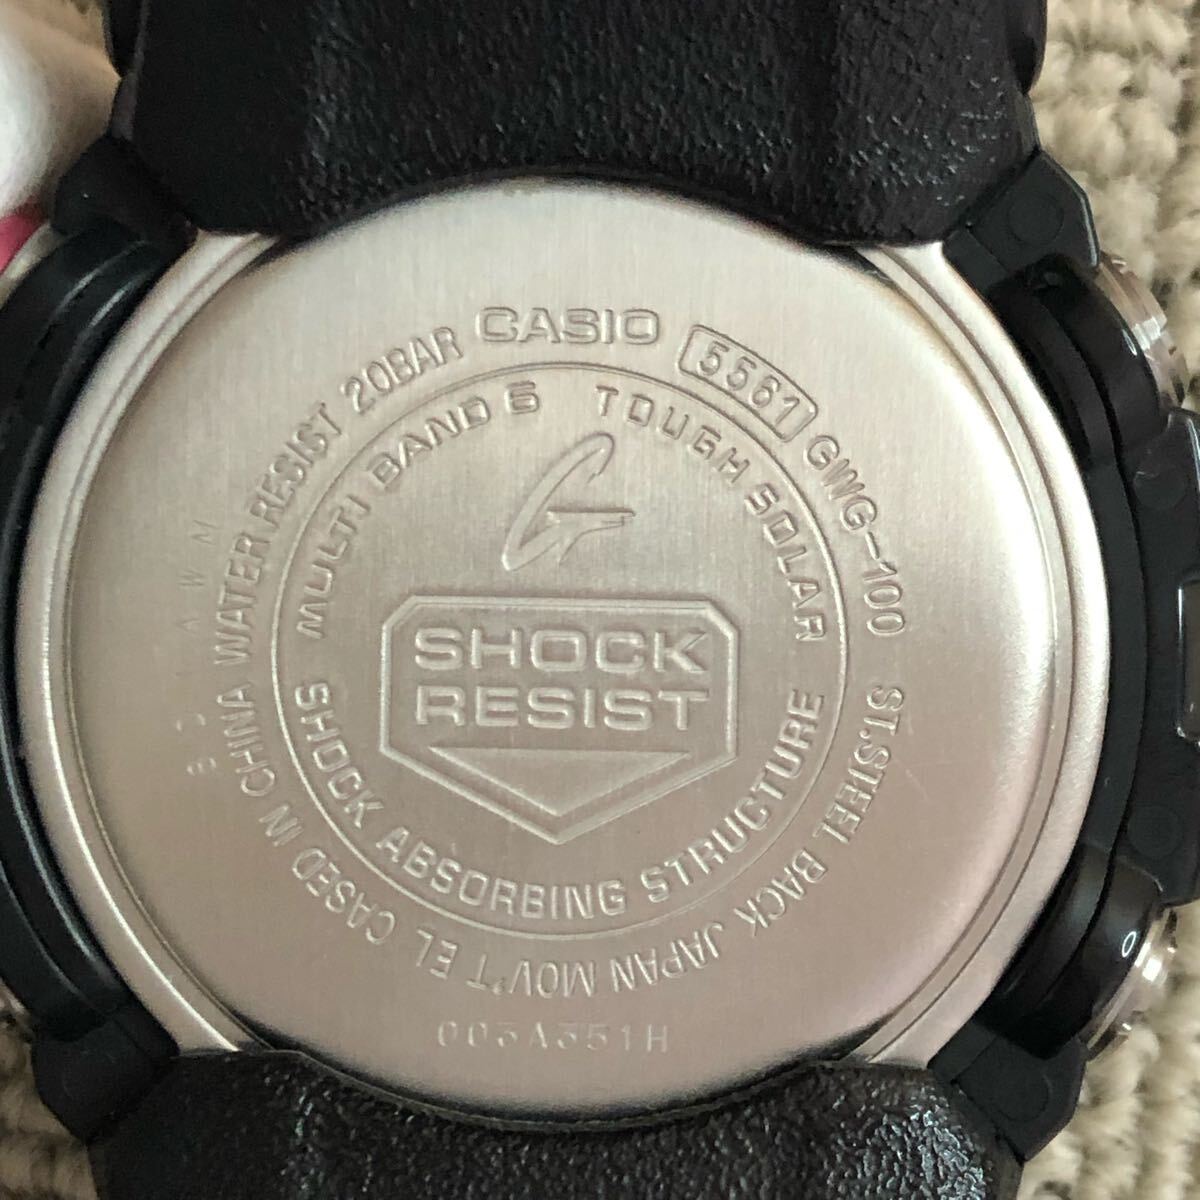 CASIO 5561 GWG-100 ST.STEEL BACK JAPAN MOV'T EL CASED IN CHINA WATER RESIST 20BAR
MULTI BAND 6 TOUGH SOLAR
G
SHOCK
RESIST
SHOCK ABSORBING STRUCTURE
003A351H